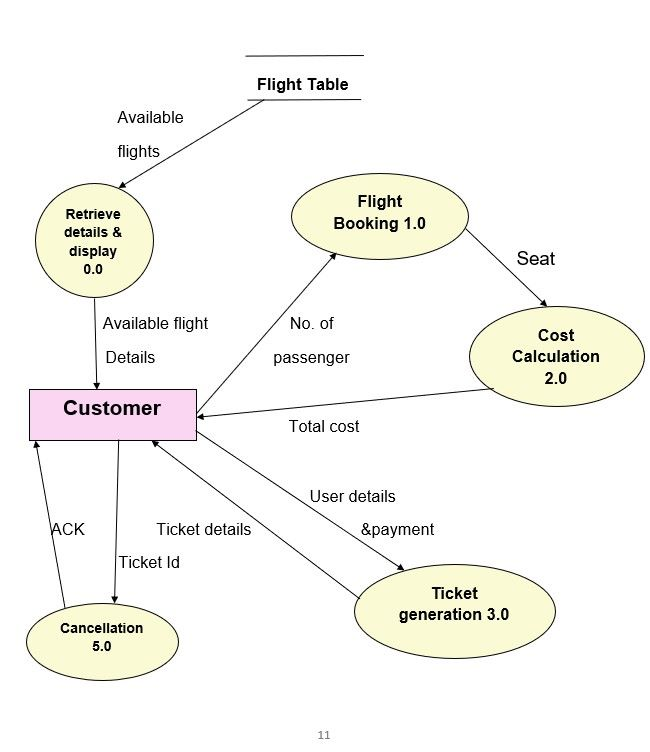 Flight Table
Available
flights
Retrieve
details &
display
0.0
Flight
Booking 1.0
Seat
Available flight
Details
No. of
passenger
Cost
Calculation
2.0
Customer
Total cost
User details
&payment
ACK
Ticket details
Ticket Id
Ticket
generation 3.0
Cancellation
5.0
11